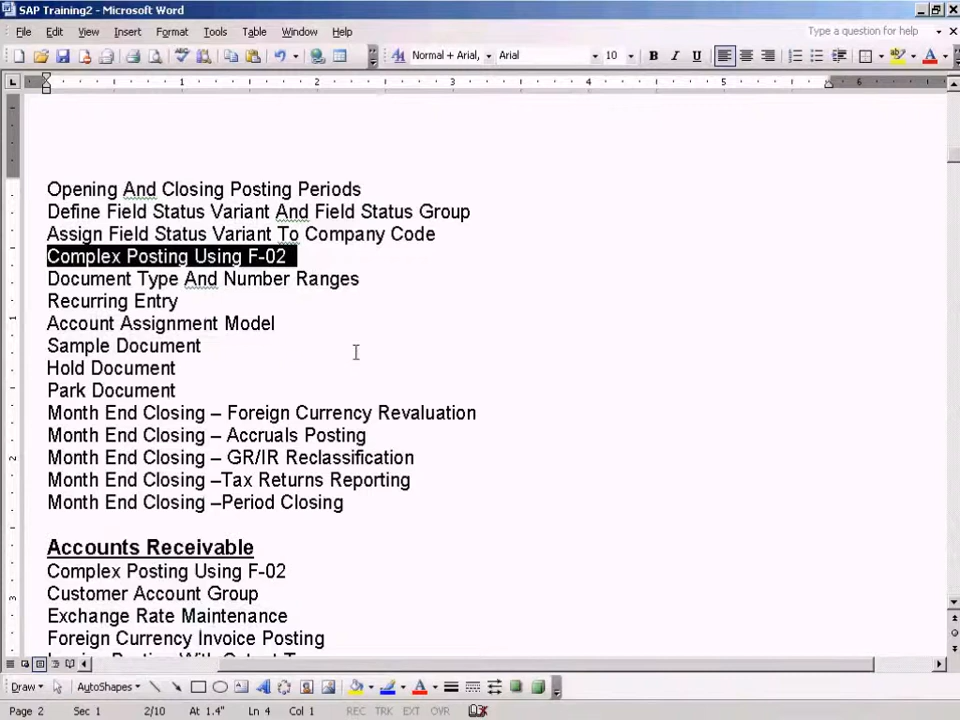 SAP Training2 - Microsoft Word
File Edit View Insert Format Tools Table Window Help
Type a question for help
Normal + Arial, Arial 10 B I U A
1 2 3 4 5 6
Opening And Closing Posting Periods
Define Field Status Variant And Field Status Group
Assign Field Status Variant To Company Code
Complex Posting Using F-02
Document Type And Number Ranges
Recurring Entry
Account Assignment Model
Sample Document
Hold Document
Park Document
Month End Closing – Foreign Currency Revaluation
Month End Closing – Accruals Posting
Month End Closing – GR/IR Reclassification
Month End Closing –Tax Returns Reporting
Month End Closing –Period Closing
Accounts Receivable
Complex Posting Using F-02
Customer Account Group
Exchange Rate Maintenance
Foreign Currency Invoice Posting
Draw AutoShapes A
Page 2 Sec 1 2/10 At 1.4" Ln 4 Col 1 REC TRK EXT OVR